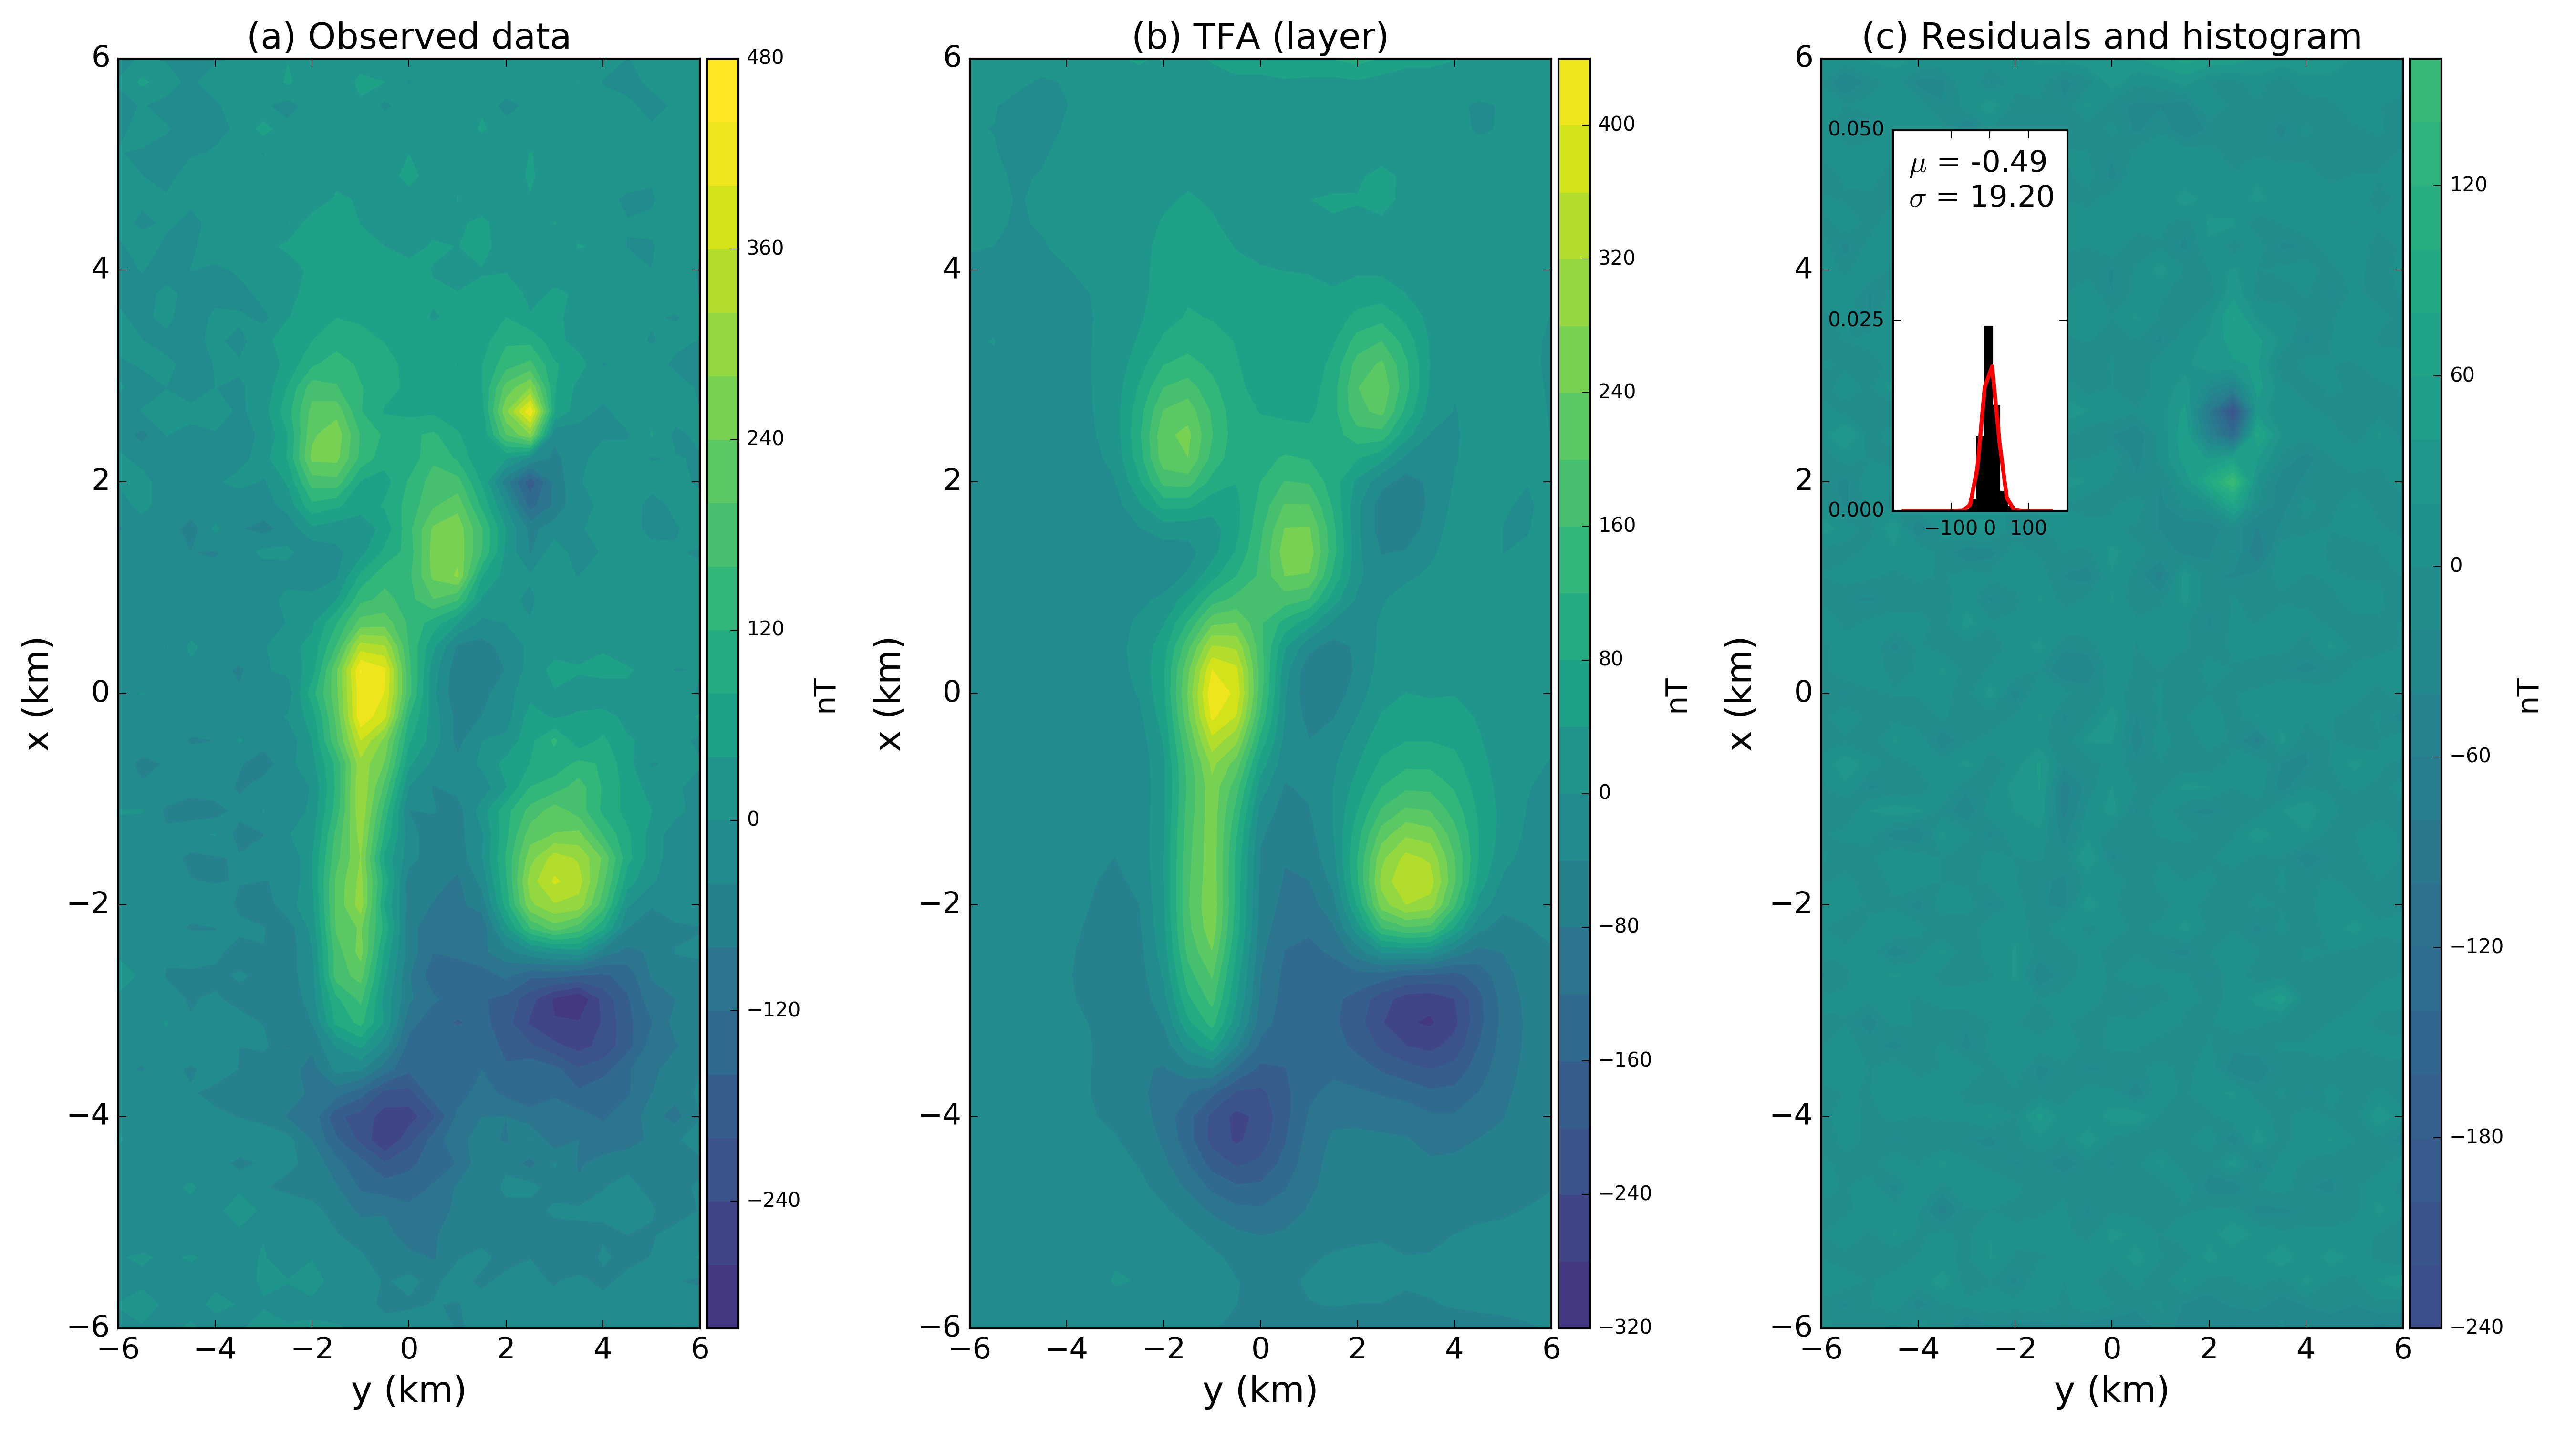 (a) Observed data
6
4
2
0
−2
−4
−6
x (km)
−6 −4 −2 0 2 4 6
y (km)
480
360
240
120
0
−120
−240
nT
(b) TFA (layer)
6
4
2
0
−2
−4
−6
x (km)
−6 −4 −2 0 2 4 6
y (km)
400
320
240
160
80
0
−80
−160
−240
−320
nT
(c) Residuals and histogram
6
4
2
0
−2
−4
−6
x (km)
−6 −4 −2 0 2 4 6
y (km)
0.050
0.025
0.000
μ = -0.49
σ = 19.20
−100 0 100
120
60
0
−60
−120
−180
−240
nT